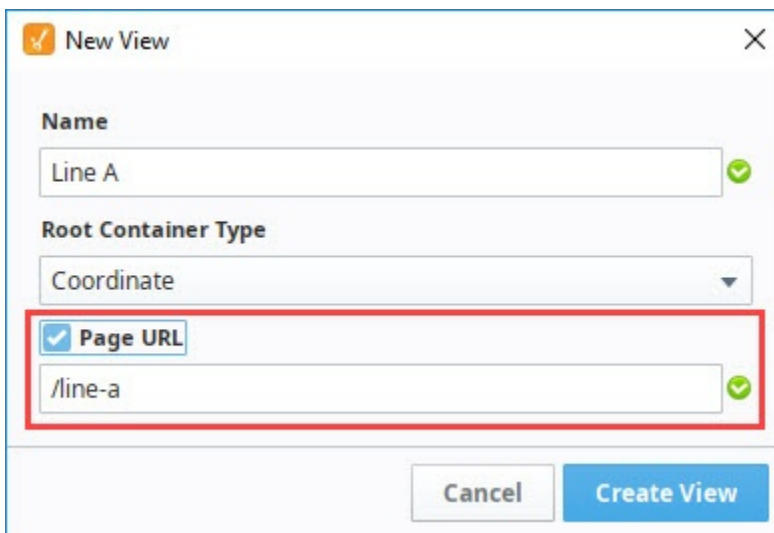 New View
Name
Line A
Root Container Type
Coordinate
Page URL
/line-a
Cancel Create View